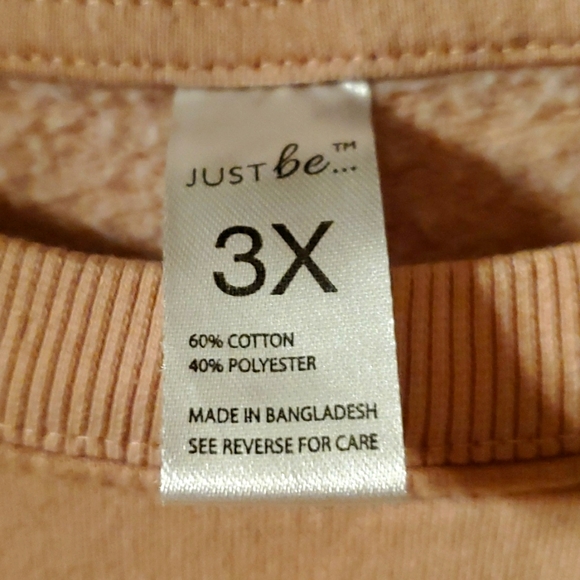 JUST be...™
3X
60% COTTON
40% POLYESTER
MADE IN BANGLADESH
SEE REVERSE FOR CARE